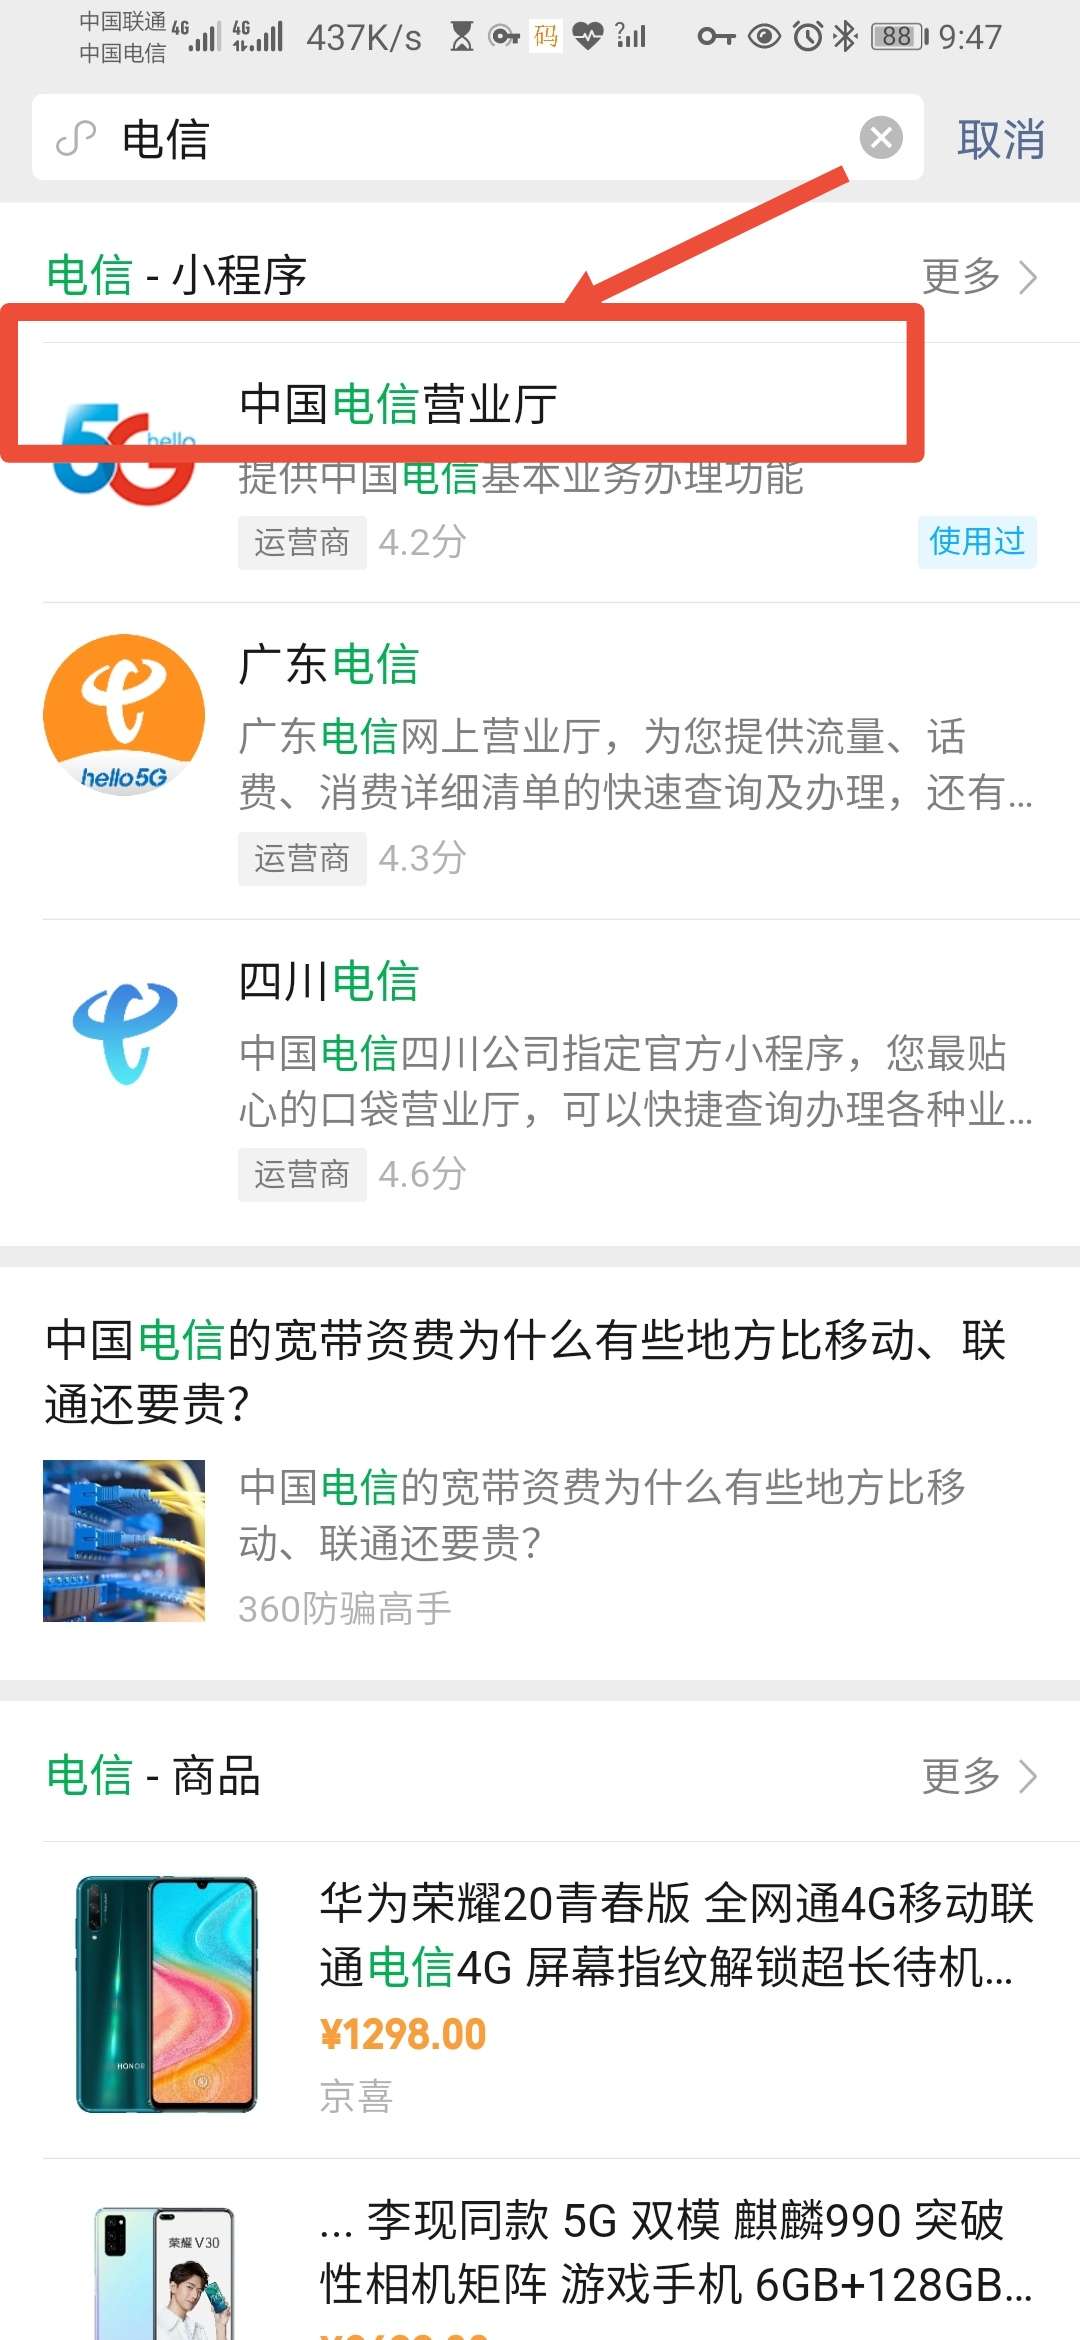 中国联通
中国电信
4G
4G
437K/s
码
?
88
9:47
电信
取消
电信 - 小程序
更多
中国电信营业厅
5G
hello
提供中国电信基本业务办理功能
运营商 4.2分
使用过
广东电信
广东电信网上营业厅，为您提供流量、话
费、消费详细清单的快速查询及办理，还有...
hello5G
运营商 4.3分
四川电信
中国电信四川公司指定官方小程序，您最贴
心的口袋营业厅，可以快捷查询办理各种业...
运营商 4.6分
中国电信的宽带资费为什么有些地方比移动、联
通还要贵？
中国电信的宽带资费为什么有些地方比移
动、联通还要贵？
360防骗高手
电信 - 商品
更多
华为荣耀20青春版 全网通4G移动联
通电信4G 屏幕指纹解锁超长待机...
¥1298.00
HONOR
京喜
... 李现同款 5G 双模 麒麟990 突破
性相机矩阵 游戏手机 6GB+128GB...
荣耀 V30